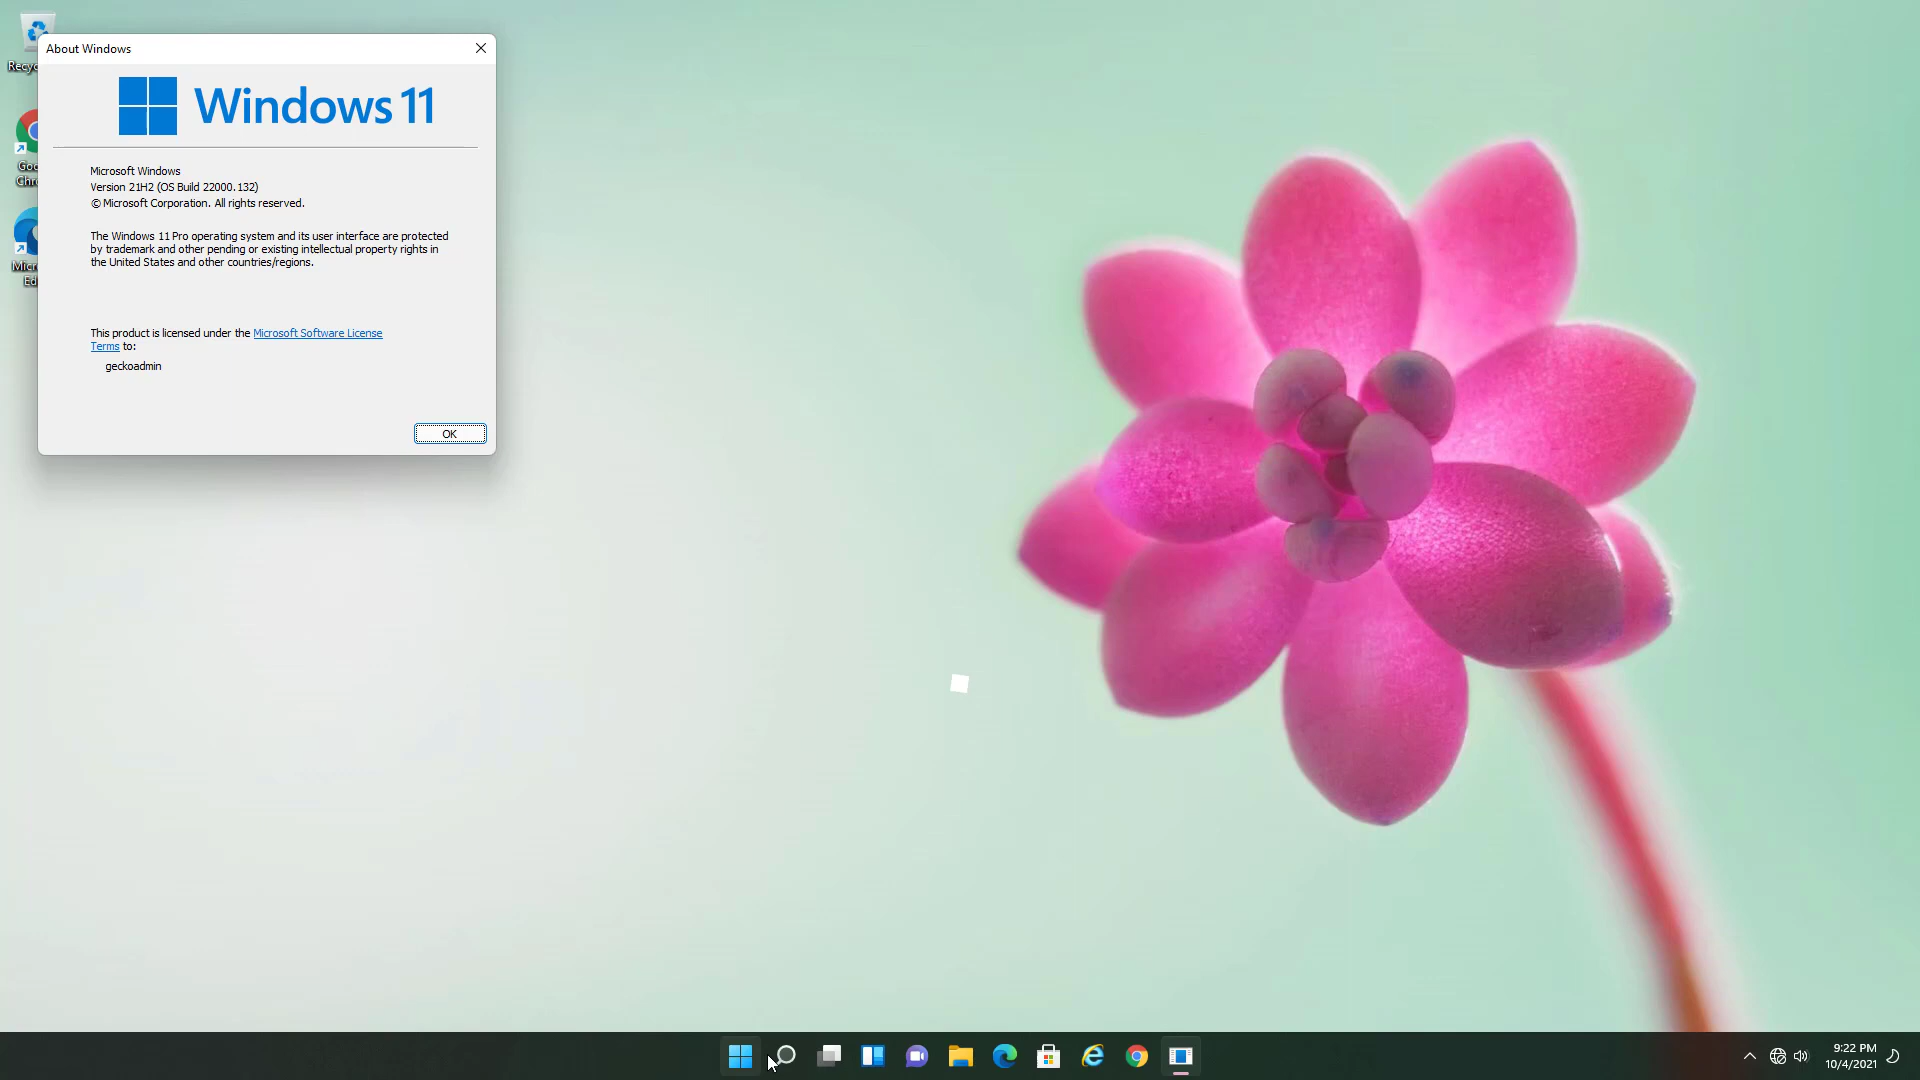 About Windows
Windows 11
Microsoft Windows
Version 21H2 (OS Build 22000.132)
© Microsoft Corporation. All rights reserved.
The Windows 11 Pro operating system and its user interface are protected
by trademark and other pending or existing intellectual property rights in
the United States and other countries/regions.
This product is licensed under the Microsoft Software License
Terms to:
geckoadmin
OK
9:22 PM
10/4/2021